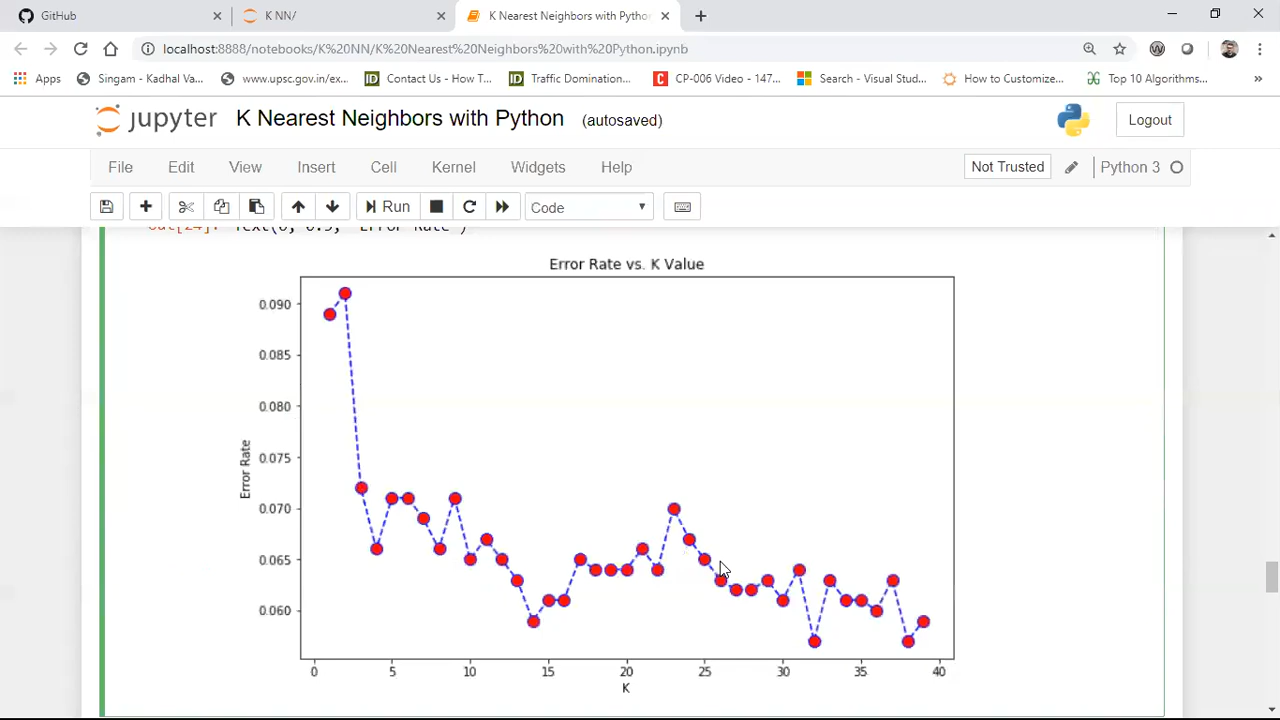 GitHub
K NN/
K Nearest Neighbors with Pytho
localhost:8888/notebooks/K%20NN/K%20Nearest%20Neighbors%20with%20Python.ipynb
Apps
Singam - Kadhal Va...
www.upsc.gov.in/ex...
ID
Contact Us - How T...
ID
Traffic Domination...
C
CP-006 Video - 147...
Search - Visual Stud...
How to Customize...
Top 10 Algorithms...
»
jupyter
K Nearest Neighbors with Python
(autosaved)
Logout
File
Edit
View
Insert
Cell
Kernel
Widgets
Help
Not Trusted
Python 3
Run
Code
Error Rate vs. K Value
0.090
0.085
0.080
0.075
0.070
0.065
0.060
Error Rate
0 5 10 15 20 25 30 35 40
K